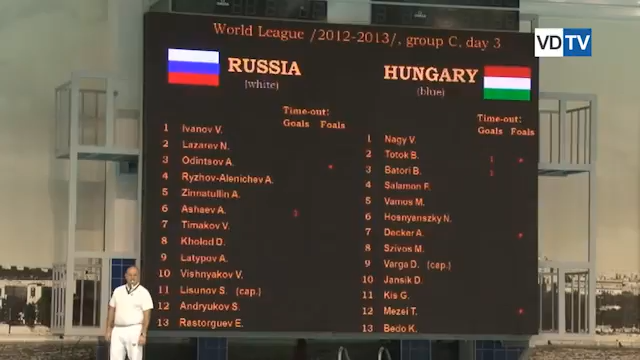 World League /2012-2013/, group C, day 3
VDTV
RUSSIA
(white)
Time-out:
Goals Foals
1 Ivanov V.
2 Lazarev N.
3 Odintsov A.
4 Ryzhov-Alenichev A.
5 Zinnatullin A.
6 Ashaev A.
7 Timakov V.
8 Kholod D.
9 Latypov A.
10 Vishnyakov V.
11 Lisunov S. (cap.)
12 Andryukov S.
13 Rastorguev E.
HUNGARY
(blue)
Time-out:
Goals Foals
1 Nagy V.
2 Totok B.
3 Batori B.
4 Salamon F.
5 Vamos M.
6 Hosnyanszky N.
7 Decker A.
8 Szivos M.
9 Varga D. (cap.)
10 Jansik D.
11 Kis G.
12 Mezei T.
13 Bedo K.